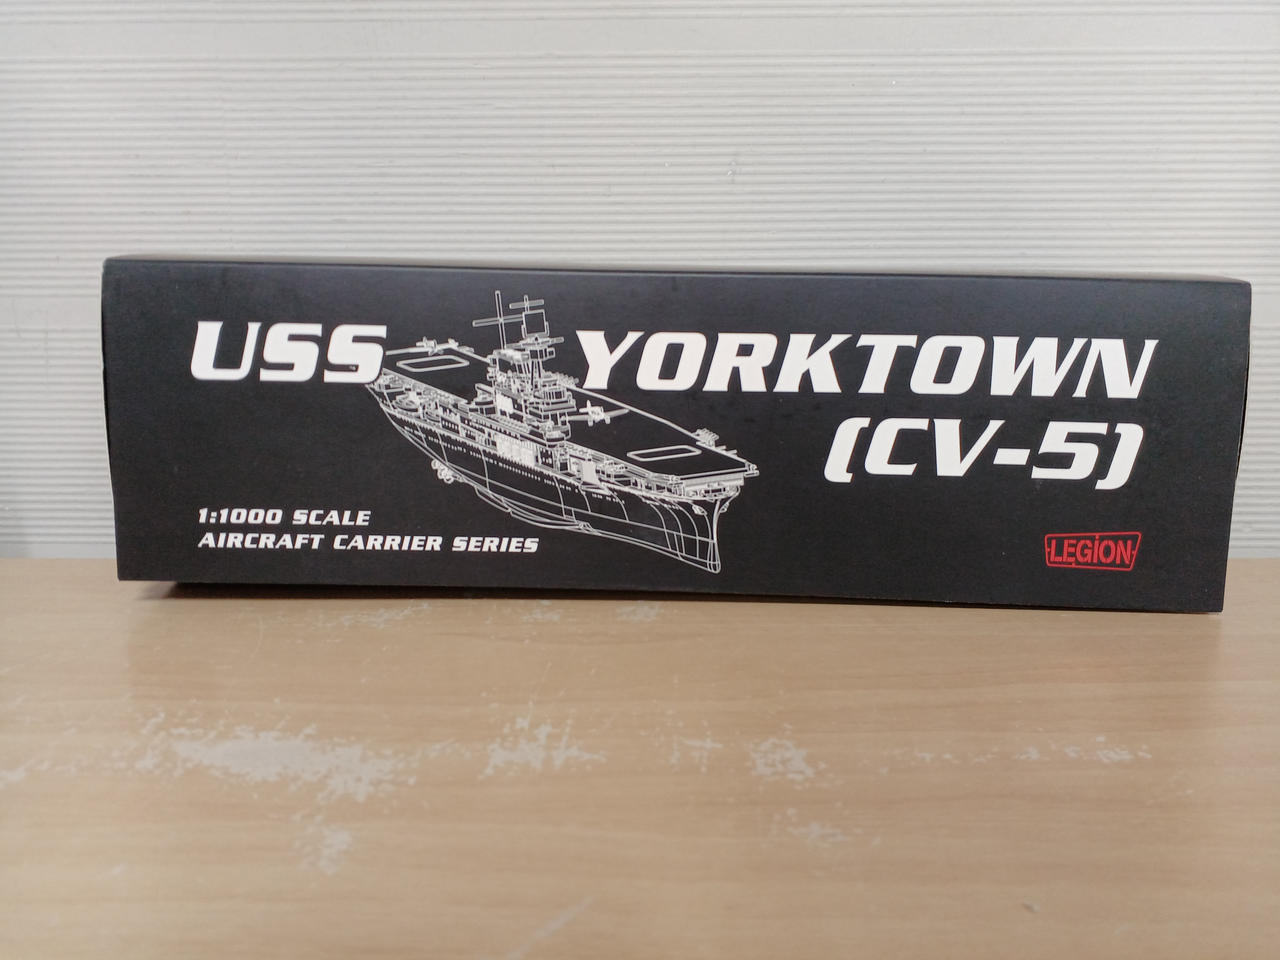 USS YORKTOWN
(CV-5)
1:1000 SCALE
AIRCRAFT CARRIER SERIES
LEGION